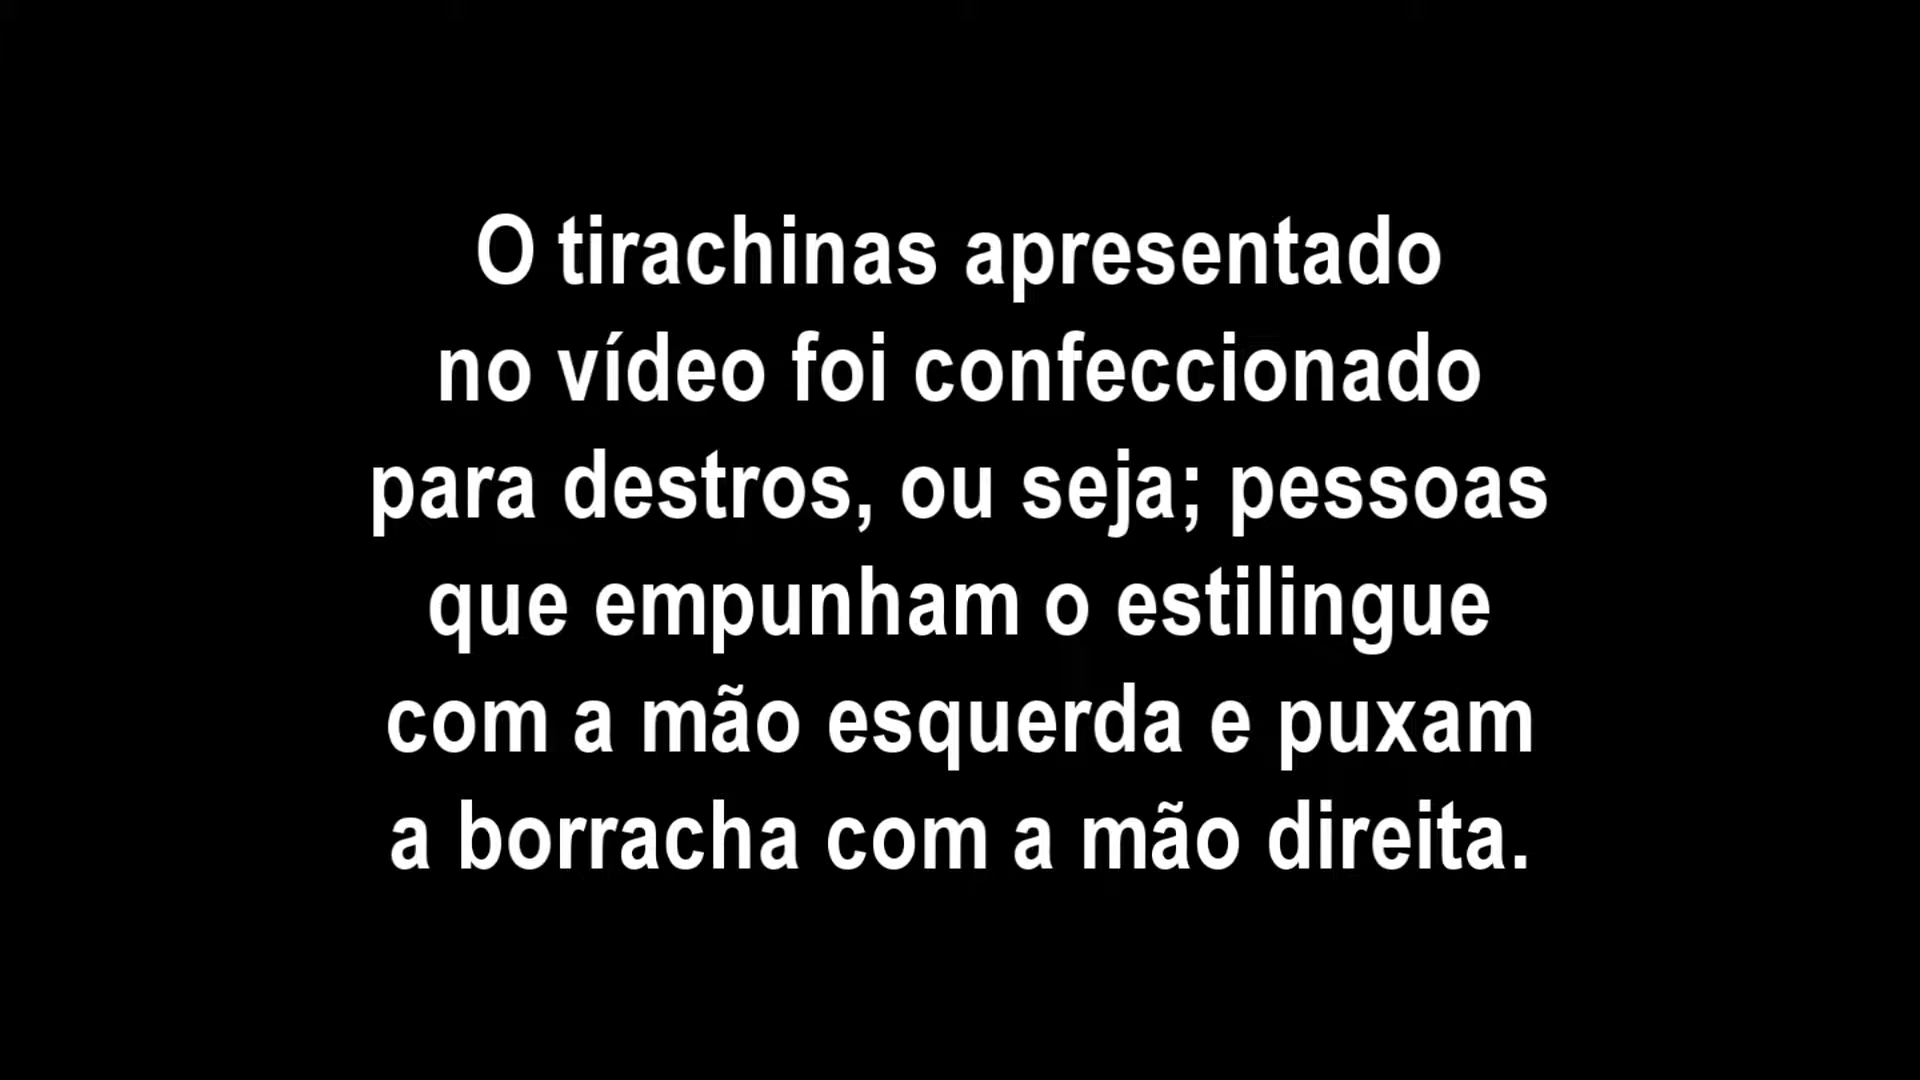 O tirachinas apresentado
no vídeo foi confeccionado
para destros, ou seja; pessoas
que empunham o estilingue
com a mão esquerda e puxam
a borracha com a mão direita.